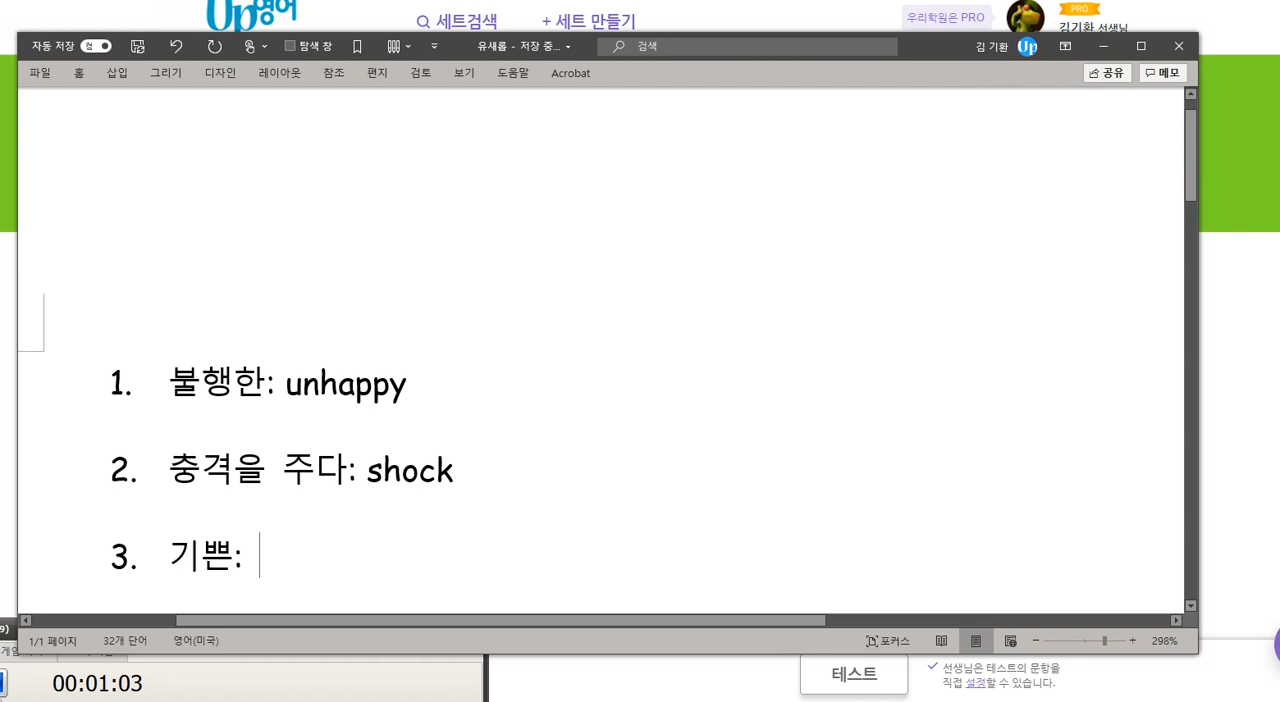 Up영어
세트검색
+ 세트 만들기
우리학원은 PRO
PRO
김기환 선생님
자동 저장
탐색 창
유새롬 - 저장 중...
검색
김 기환
Up
파일 홈 삽입 그리기 디자인 레이아웃 참조 편지 검토 보기 도움말 Acrobat
공유
메모
1. 불행한: unhappy
2. 충격을 주다: shock
3. 기쁜:
1/1 페이지 32개 단어 영어(미국)
포커스
298%
00:01:03
테스트
선생님은 테스트의 문항을
직접 설정할 수 있습니다.